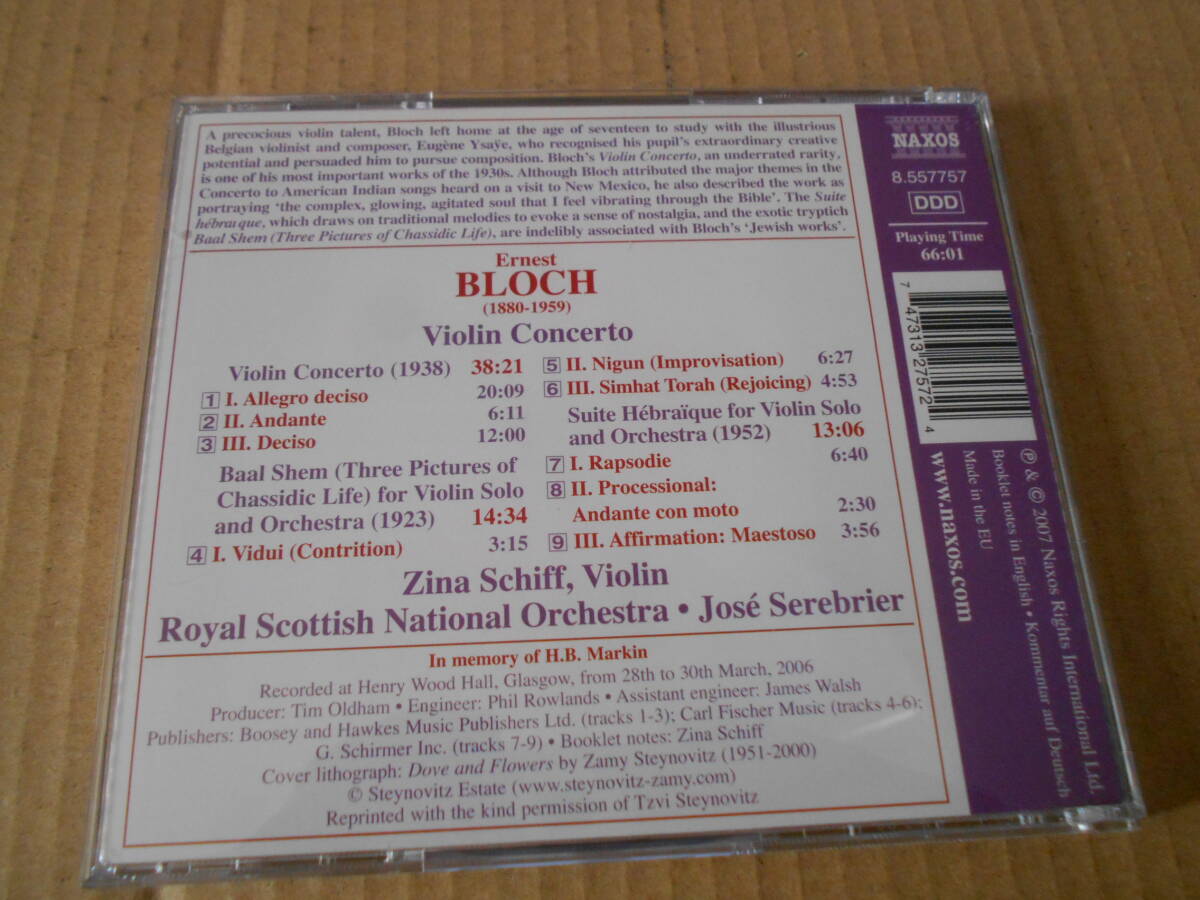 A precocious violin talent, Bloch left home at the age of seventeen to study with the illustrious
Belgian violinist and composer, Eugène Ysaÿe, who recognised his pupil's extraordinary creative
potential and persuaded him to pursue composition. Bloch's Violin Concerto, an underrated rarity,
is one of his most important works of the 1930s. Although Bloch attributed the major themes in the
Concerto to American Indian songs heard on a visit to New Mexico, he also described the work as
portraying 'the complex, glowing, agitated soul that I feel vibrating through the Bible'. The Suite
hébraïque, which draws on traditional melodies to evoke a sense of nostalgia, and the exotic tryptich
Baal Shem (Three Pictures of Chassidic Life), are indelibly associated with Bloch's 'Jewish works'.
Ernest
BLOCH
(1880-1959)
Violin Concerto
Violin Concerto (1938) 38:21
1 I. Allegro deciso 20:09
2 II. Andante 6:11
3 III. Deciso 12:00
Baal Shem (Three Pictures of
Chassidic Life) for Violin Solo
and Orchestra (1923) 14:34
4 I. Vidui (Contrition) 3:15
5 II. Nigun (Improvisation) 6:27
6 III. Simhat Torah (Rejoicing) 4:53
Suite Hébraïque for Violin Solo
and Orchestra (1952) 13:06
7 I. Rapsodie 6:40
8 II. Processional:
Andante con moto 2:30
9 III. Affirmation: Maestoso 3:56
Zina Schiff, Violin
Royal Scottish National Orchestra • José Serebrier
In memory of H.B. Markin
Recorded at Henry Wood Hall, Glasgow, from 28th to 30th March, 2006
Producer: Tim Oldham • Engineer: Phil Rowlands • Assistant engineer: James Walsh
Publishers: Boosey and Hawkes Music Publishers Ltd. (tracks 1-3); Carl Fischer Music (tracks 4-6);
G. Schirmer Inc. (tracks 7-9) • Booklet notes: Zina Schiff
Cover lithograph: Dove and Flowers by Zamy Steynovitz (1951-2000)
© Steynovitz Estate (www.steynovitz-zamy.com)
Reprinted with the kind permission of Tzvi Steynovitz
NAXOS
8.557757
DDD
Playing Time
66:01
7 47313 27572 4
℗ & © 2007 Naxos Rights International Ltd.
Booklet notes in English • Kommentar auf Deutsch
Made in the EU
www.naxos.com